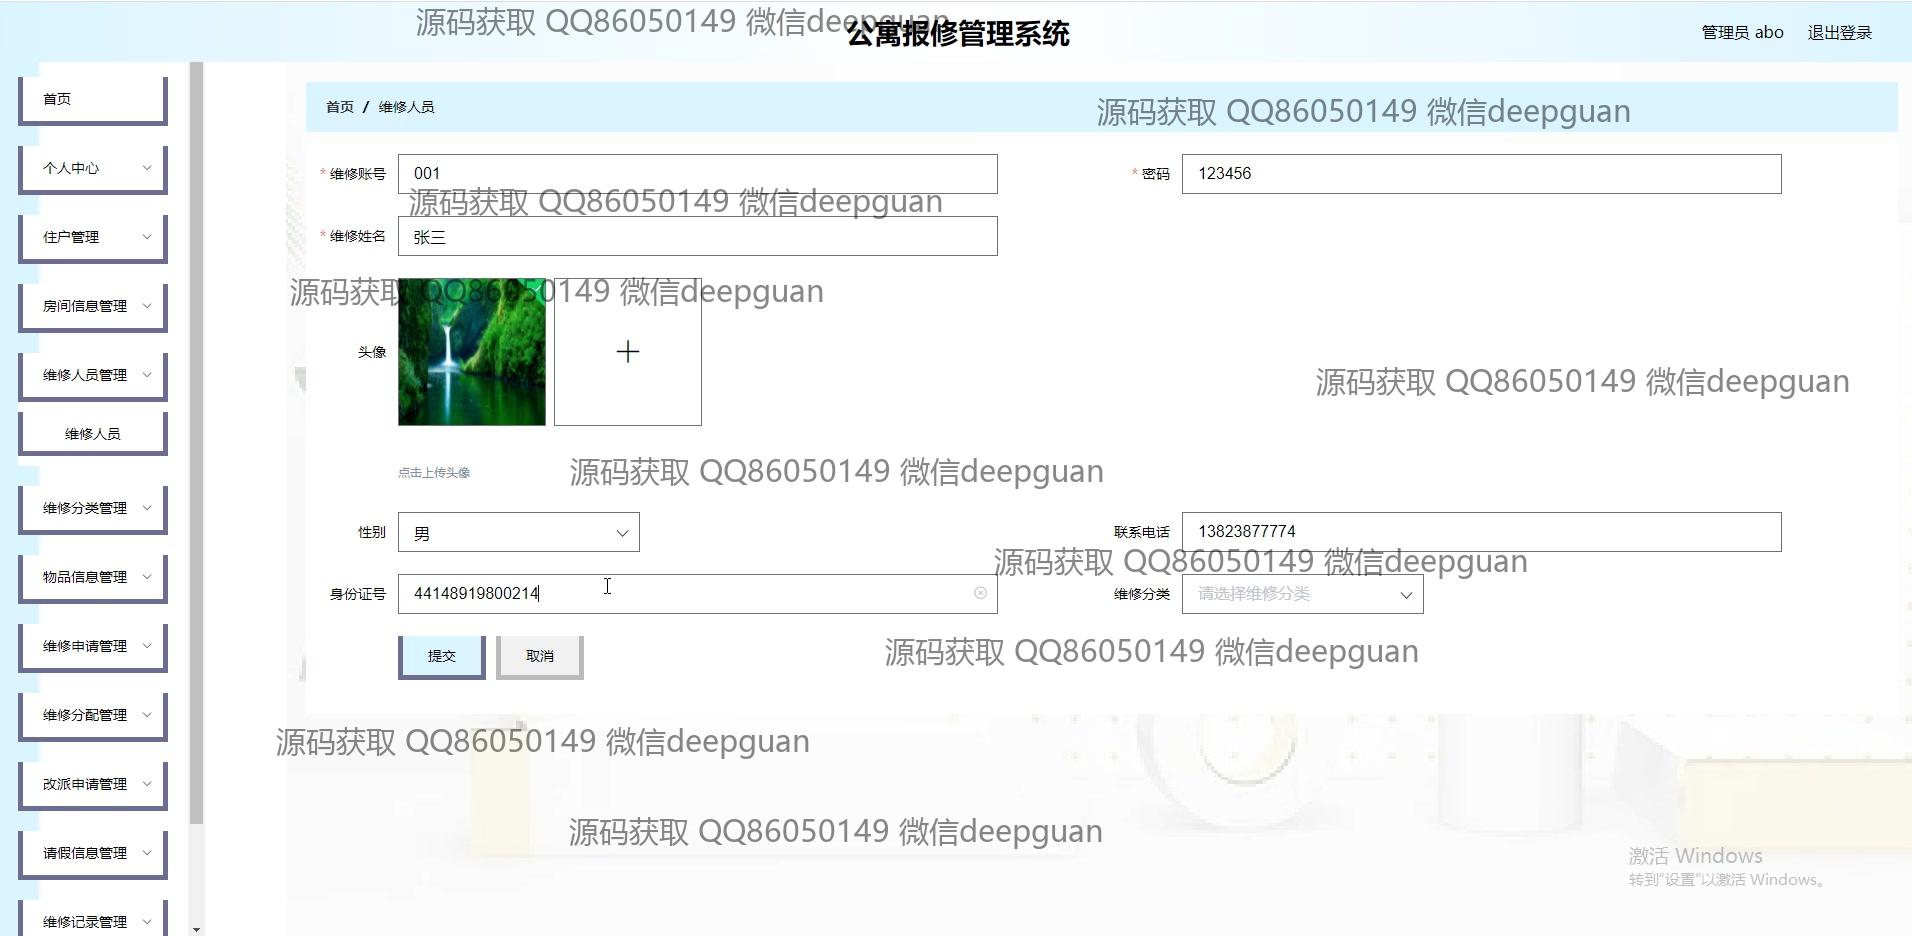 源码获取 QQ86050149 微信deepguan
公寓报修管理系统
管理员 abo
退出登录
首页
个人中心
住户管理
房间信息管理
维修人员管理
维修人员
维修分类管理
物品信息管理
维修申请管理
维修分配管理
改派申请管理
请假信息管理
维修记录管理
首页 / 维修人员
源码获取 QQ86050149 微信deepguan
* 维修账号 001
* 密码 123456
源码获取 QQ86050149 微信deepguan
* 维修姓名 张三
源码获取 QQ86050149 微信deepguan
头像
+
源码获取 QQ86050149 微信deepguan
点击上传头像
源码获取 QQ86050149 微信deepguan
性别 男
联系电话 13823877774
源码获取 QQ86050149 微信deepguan
身份证号 44148919800214
维修分类 请选择维修分类
提交
取消
源码获取 QQ86050149 微信deepguan
源码获取 QQ86050149 微信deepguan
源码获取 QQ86050149 微信deepguan
激活 Windows
转到“设置”以激活 Windows。